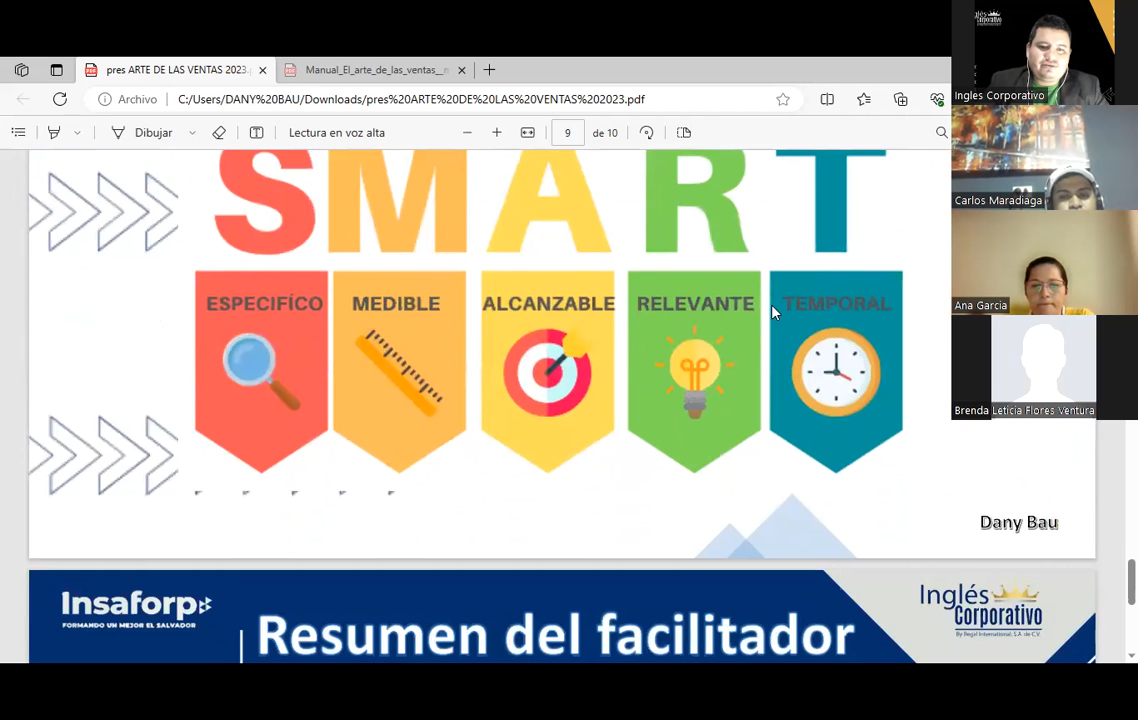 pres ARTE DE LAS VENTAS 2023.
Manual_El_arte_de_las_ventas_
Archivo
C:/Users/DANY%20BAU/Downloads/pres%20ARTE%20DE%20LAS%20VENTAS%202023.pdf
Dibujar
Lectura en voz alta
9
de 10
SMART
ESPECIFÍCO
MEDIBLE
ALCANZABLE
RELEVANTE
TEMPORAL
Dany Bau
Insaforp
FORMANDO UN MEJOR EL SALVADOR
Resumen del facilitador
Inglés
Corporativo
By Regal International, S.A. de C.V.
Inglés
Corporativo
Ingles Corporativo
Carlos Maradiaga
Ana Garcia
Brenda Leticia Flores Ventura